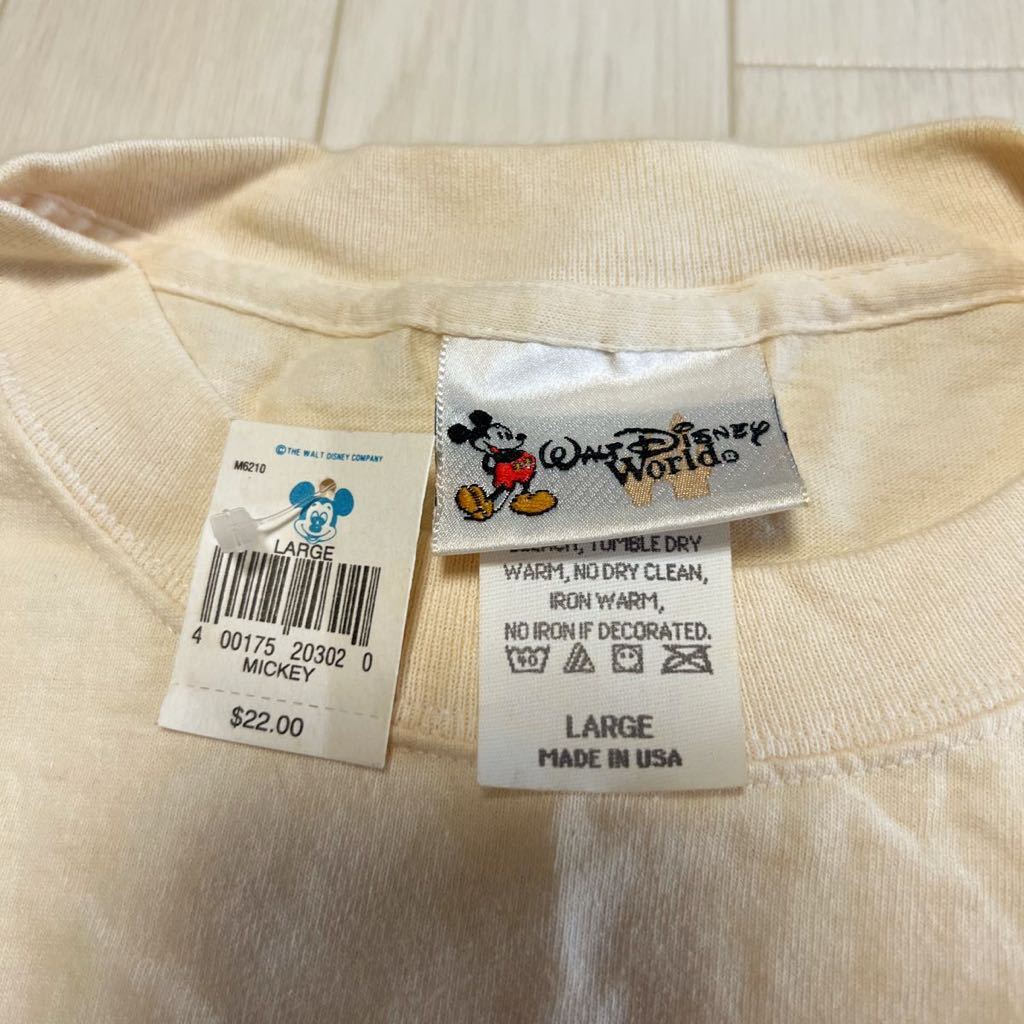 © THE WALT DISNEY COMPANY
M6210
LARGE
4 00175 20302 0
MICKEY
$22.00
WALT DISNEY
WORLD®
TUMBLE DRY
WARM, NO DRY CLEAN,
IRON WARM,
NO IRON IF DECORATED.
40
LARGE
MADE IN USA